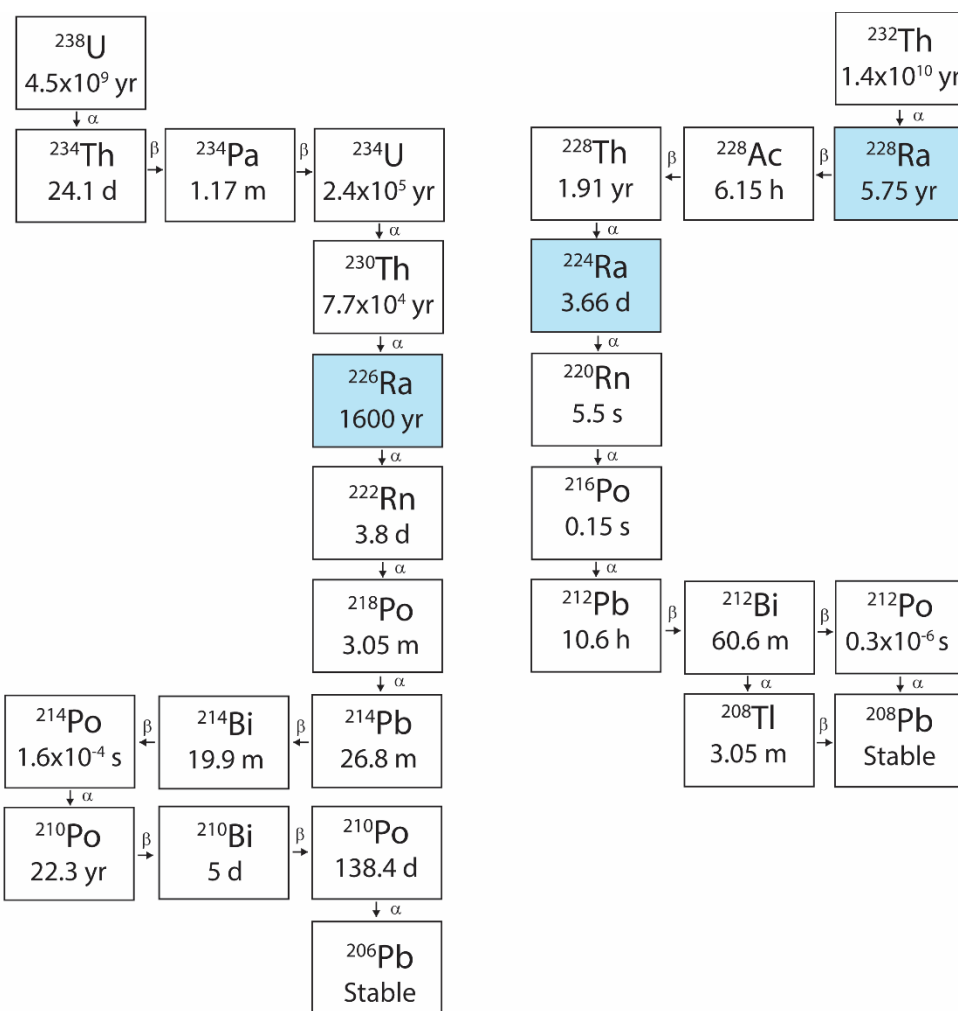 ²³⁸U
4.5x10⁹ yr
α
²³⁴Th
24.1 d
β
²³⁴Pa
1.17 m
β
²³⁴U
2.4x10⁵ yr
α
²³⁰Th
7.7x10⁴ yr
α
²²⁶Ra
1600 yr
α
²²²Rn
3.8 d
α
²¹⁸Po
3.05 m
α
²¹⁴Pb
26.8 m
β
²¹⁴Bi
19.9 m
β
²¹⁴Po
1.6x10⁻⁴ s
α
²¹⁰Po
22.3 yr
β
²¹⁰Bi
5 d
β
²¹⁰Po
138.4 d
α
²⁰⁶Pb
Stable
²³²Th
1.4x10¹⁰ yr
α
²²⁸Ra
5.75 yr
β
²²⁸Ac
6.15 h
β
²²⁸Th
1.91 yr
α
²²⁴Ra
3.66 d
α
²²⁰Rn
5.5 s
α
²¹⁶Po
0.15 s
α
²¹²Pb
10.6 h
β
²¹²Bi
60.6 m
β
²¹²Po
0.3x10⁻⁶ s
α
α
²⁰⁸Tl
3.05 m
β
²⁰⁸Pb
Stable